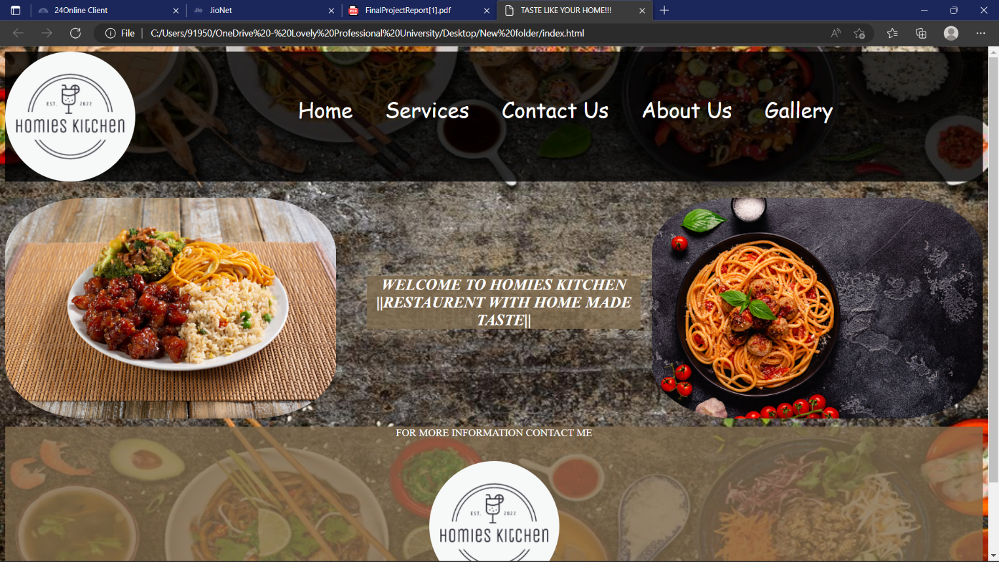 24Online Client
JioNet
FinalProjectReport[1].pdf
TASTE LIKE YOUR HOME!!!
File
C:/Users/91950/OneDrive%20-%20Lovely%20Professional%20University/Desktop/New%20folder/index.html
EST. 2022
HOMIES KITCHEN
Home Services Contact Us About Us Gallery
WELCOME TO HOMIES KITCHEN
||RESTAURENT WITH HOME MADE
TASTE||
FOR MORE INFORMATION CONTACT ME
EST. 2022
HOMIES KITCHEN